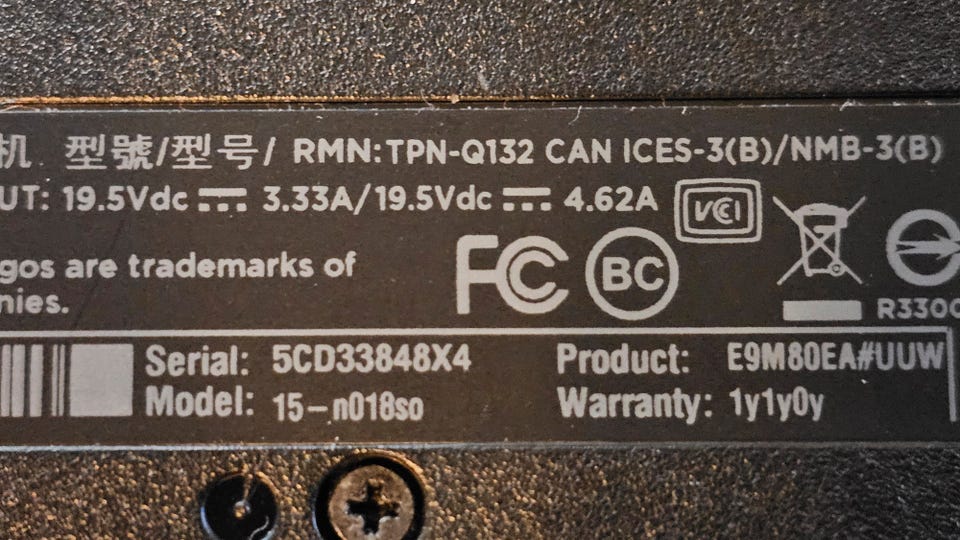 机 型號/型号/ RMN:TPN-Q132 CAN ICES-3(B)/NMB-3(B)
UT: 19.5Vdc 3.33A/19.5Vdc 4.62A
VCI
gos are trademarks of
nies.
FC BC
R3300
Serial: 5CD33848X4
Model: 15-n018so
Product: E9M80EA#UUW
Warranty: 1y1y0y